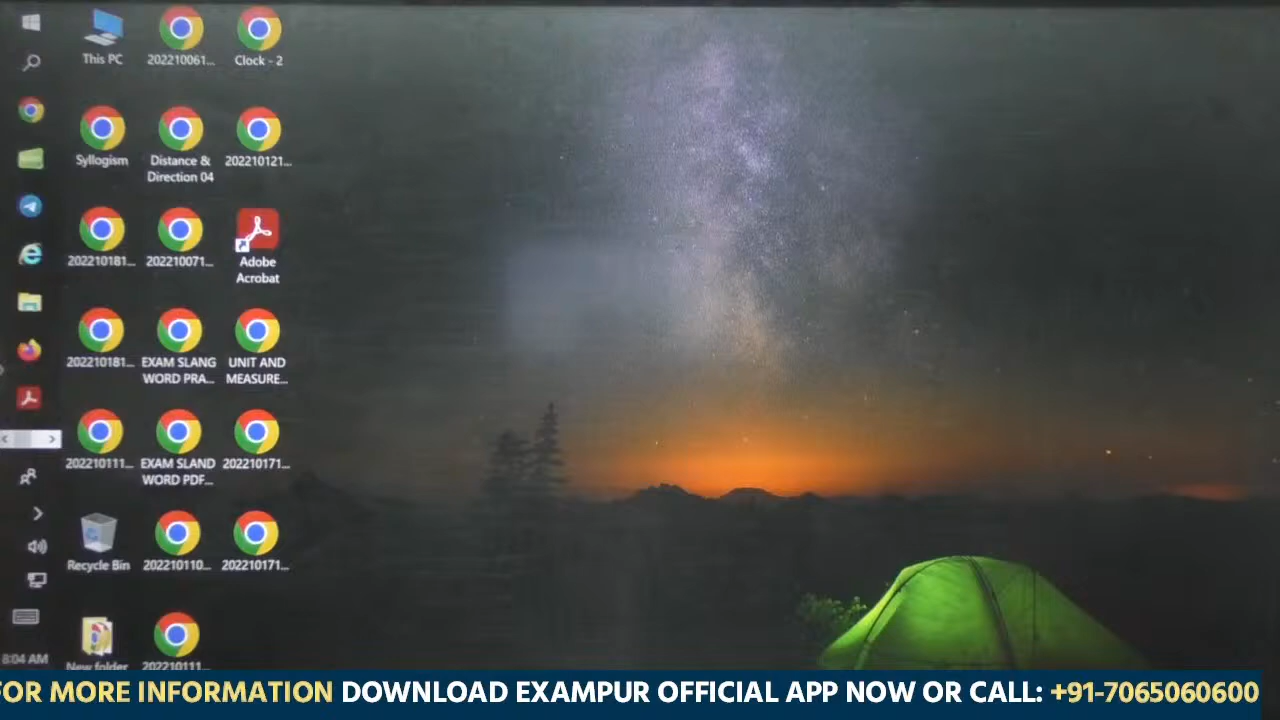 This PC
202210061...
Clock - 2
Syllogism
Distance &
Direction 04
202210121...
202210181...
202210071...
Adobe
Acrobat
202210181...
EXAM SLANG
WORD PRA...
UNIT AND
MEASURE...
202210111...
EXAM SLAND
WORD PDF...
202210171...
Recycle Bin
202210110...
202210171...
New folder
202210111...
8:04 AM
FOR MORE INFORMATION DOWNLOAD EXAMPUR OFFICIAL APP NOW OR CALL: +91-7065060600